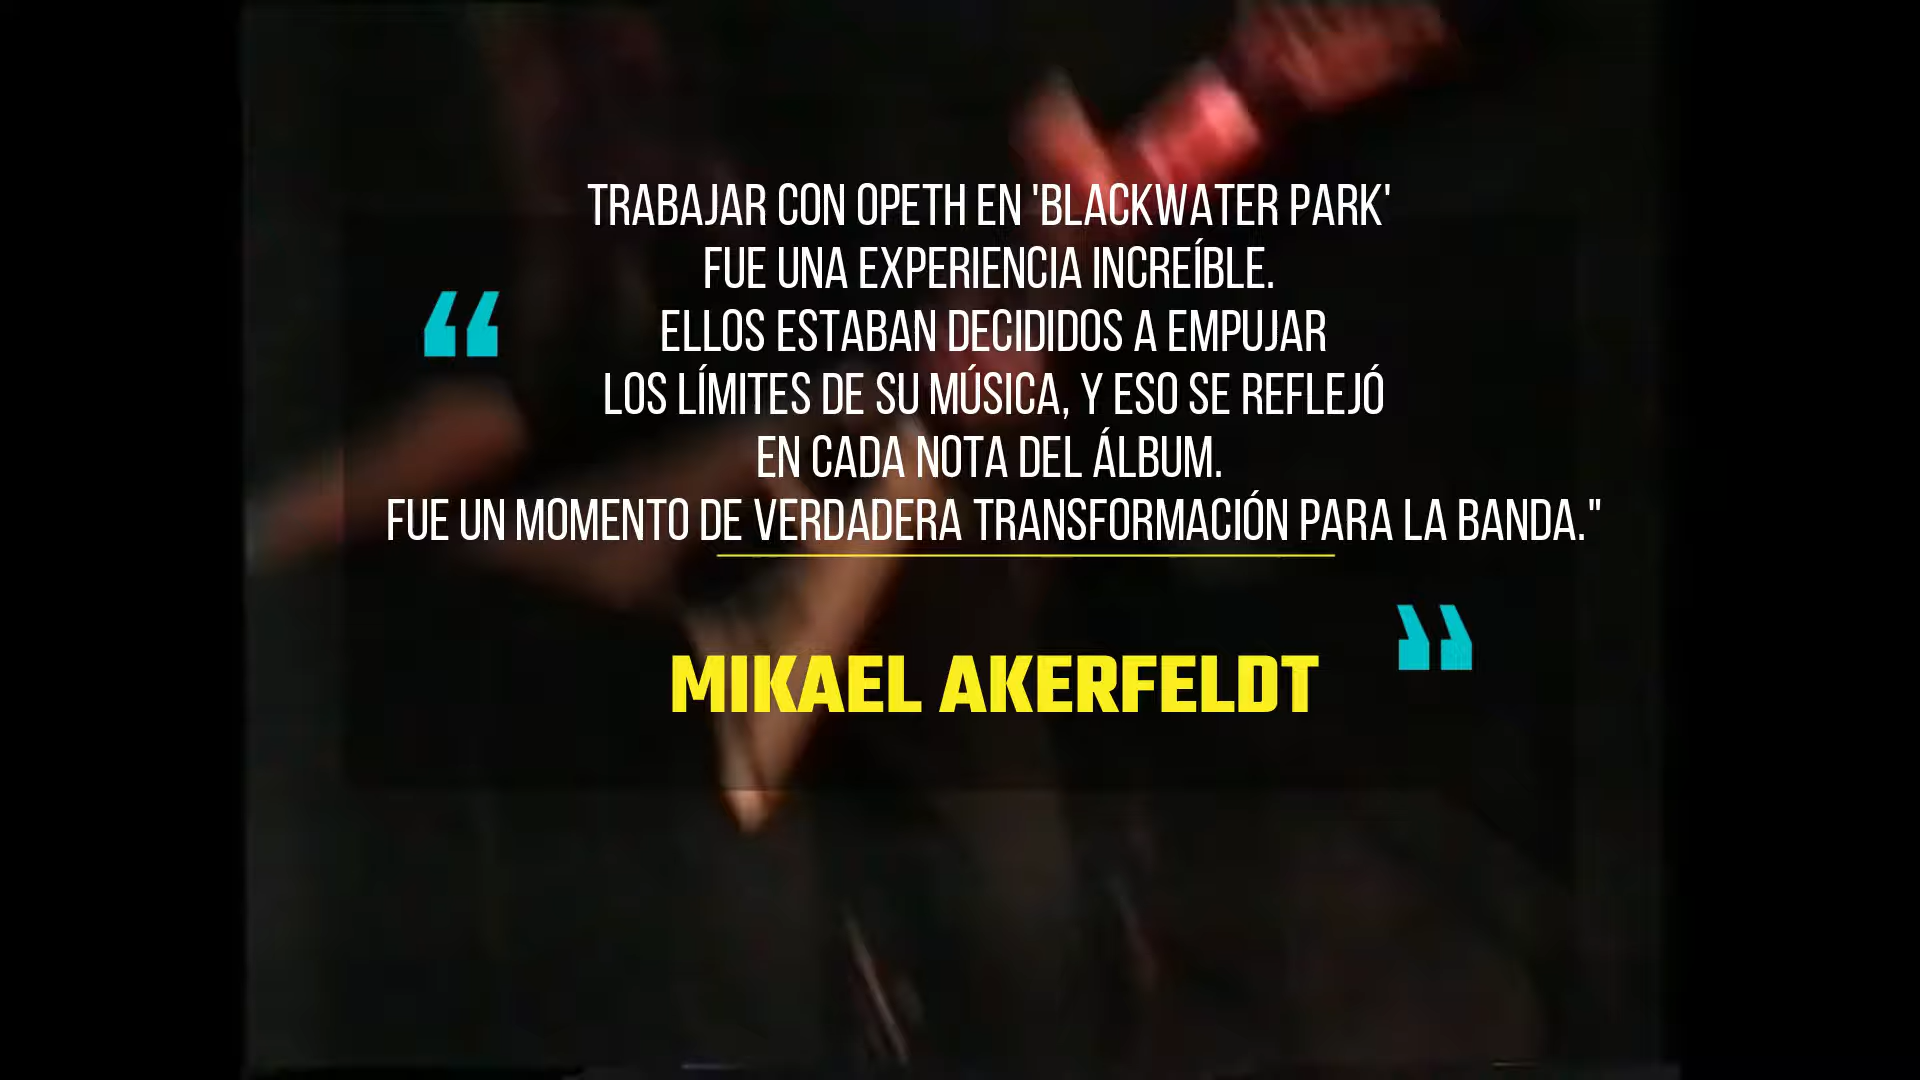 TRABAJAR CON OPETH EN 'BLACKWATER PARK'
FUE UNA EXPERIENCIA INCREÍBLE.
ELLOS ESTABAN DECIDIDOS A EMPUJAR
LOS LÍMITES DE SU MÚSICA, Y ESO SE REFLEJÓ
EN CADA NOTA DEL ÁLBUM.
FUE UN MOMENTO DE VERDADERA TRANSFORMACIÓN PARA LA BANDA."
MIKAEL AKERFELDT